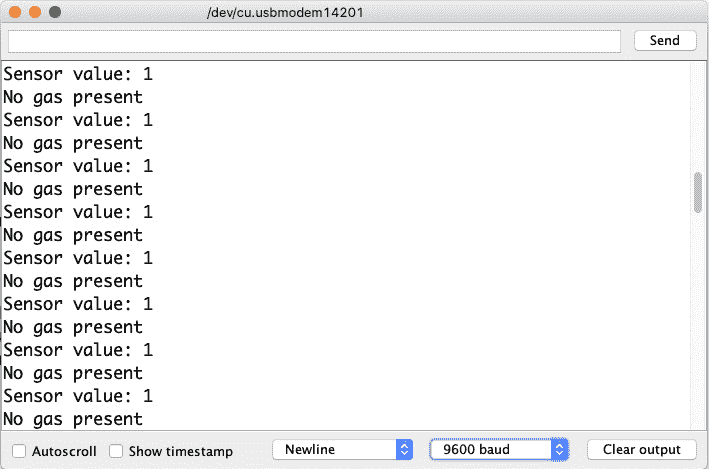 /dev/cu.usbmodem14201
Send
Sensor value: 1
No gas present
Sensor value: 1
No gas present
Sensor value: 1
No gas present
Sensor value: 1
No gas present
Sensor value: 1
No gas present
Sensor value: 1
No gas present
Sensor value: 1
No gas present
Sensor value: 1
No gas present
Autoscroll Show timestamp Newline 9600 baud Clear output